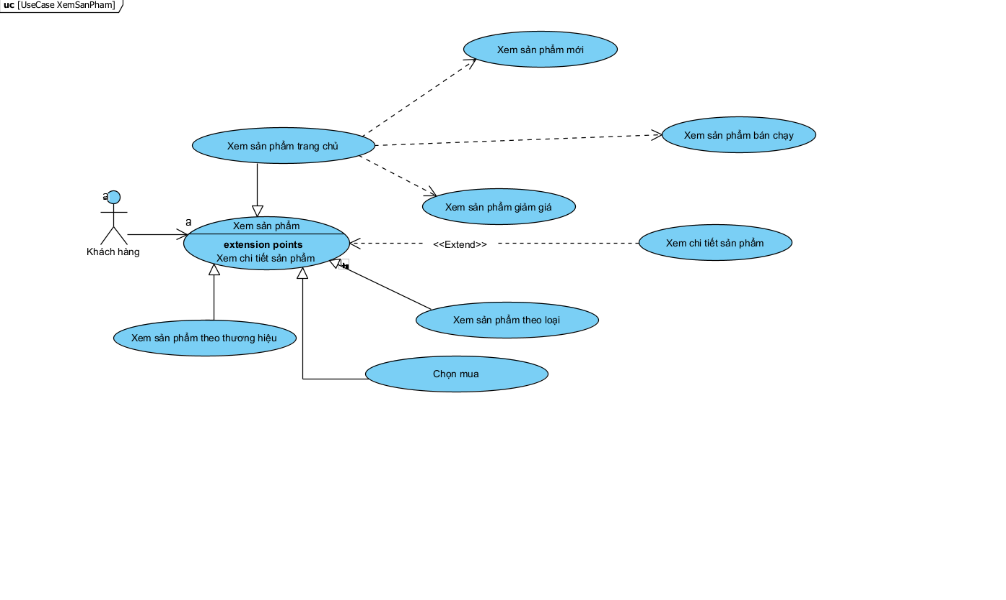 uc [UseCase XemSanPham]
Xem sản phẩm mới
Xem sản phẩm bán chạy
Xem sản phẩm trang chủ
a
Xem sản phẩm giảm giá
a
Xem sản phẩm
extension points
Xem chi tiết sản phẩm
<<Extend>>
Xem chi tiết sản phẩm
Khách hàng
Xem sản phẩm theo loại
Xem sản phẩm theo thương hiệu
Chọn mua